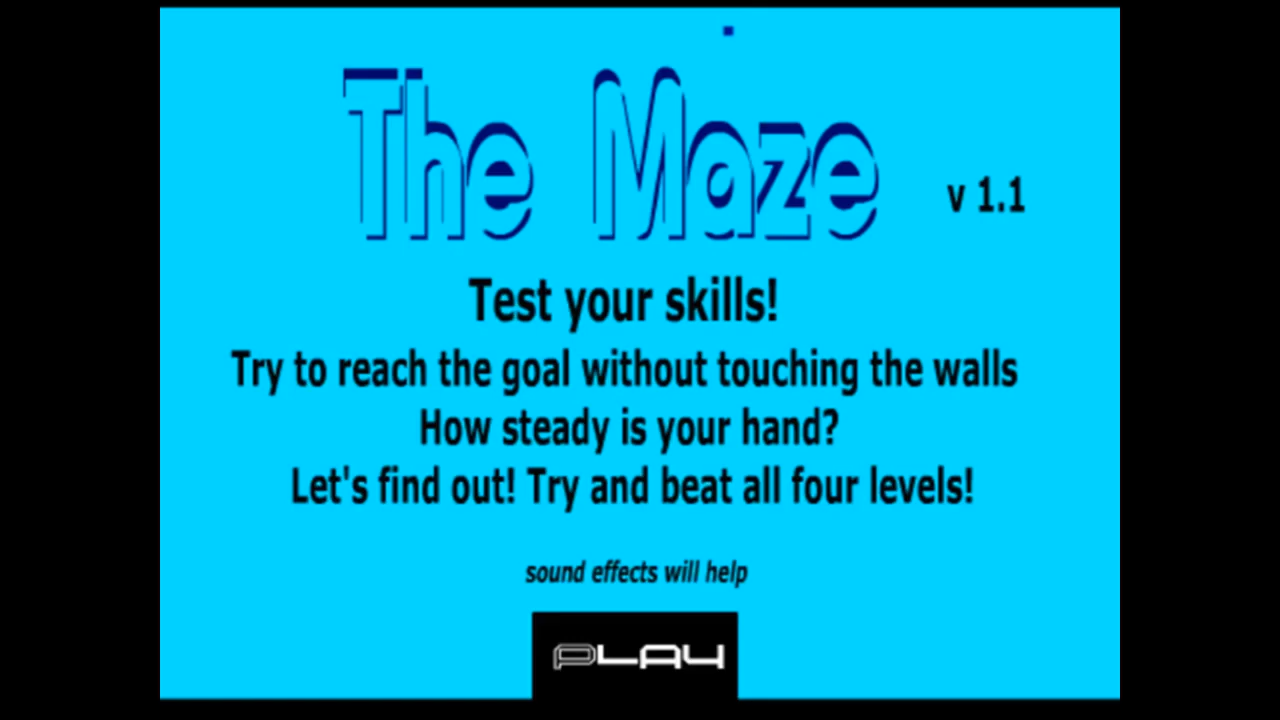 The Maze
v 1.1
Test your skills!
Try to reach the goal without touching the walls
How steady is your hand?
Let's find out! Try and beat all four levels!
sound effects will help
PLAY